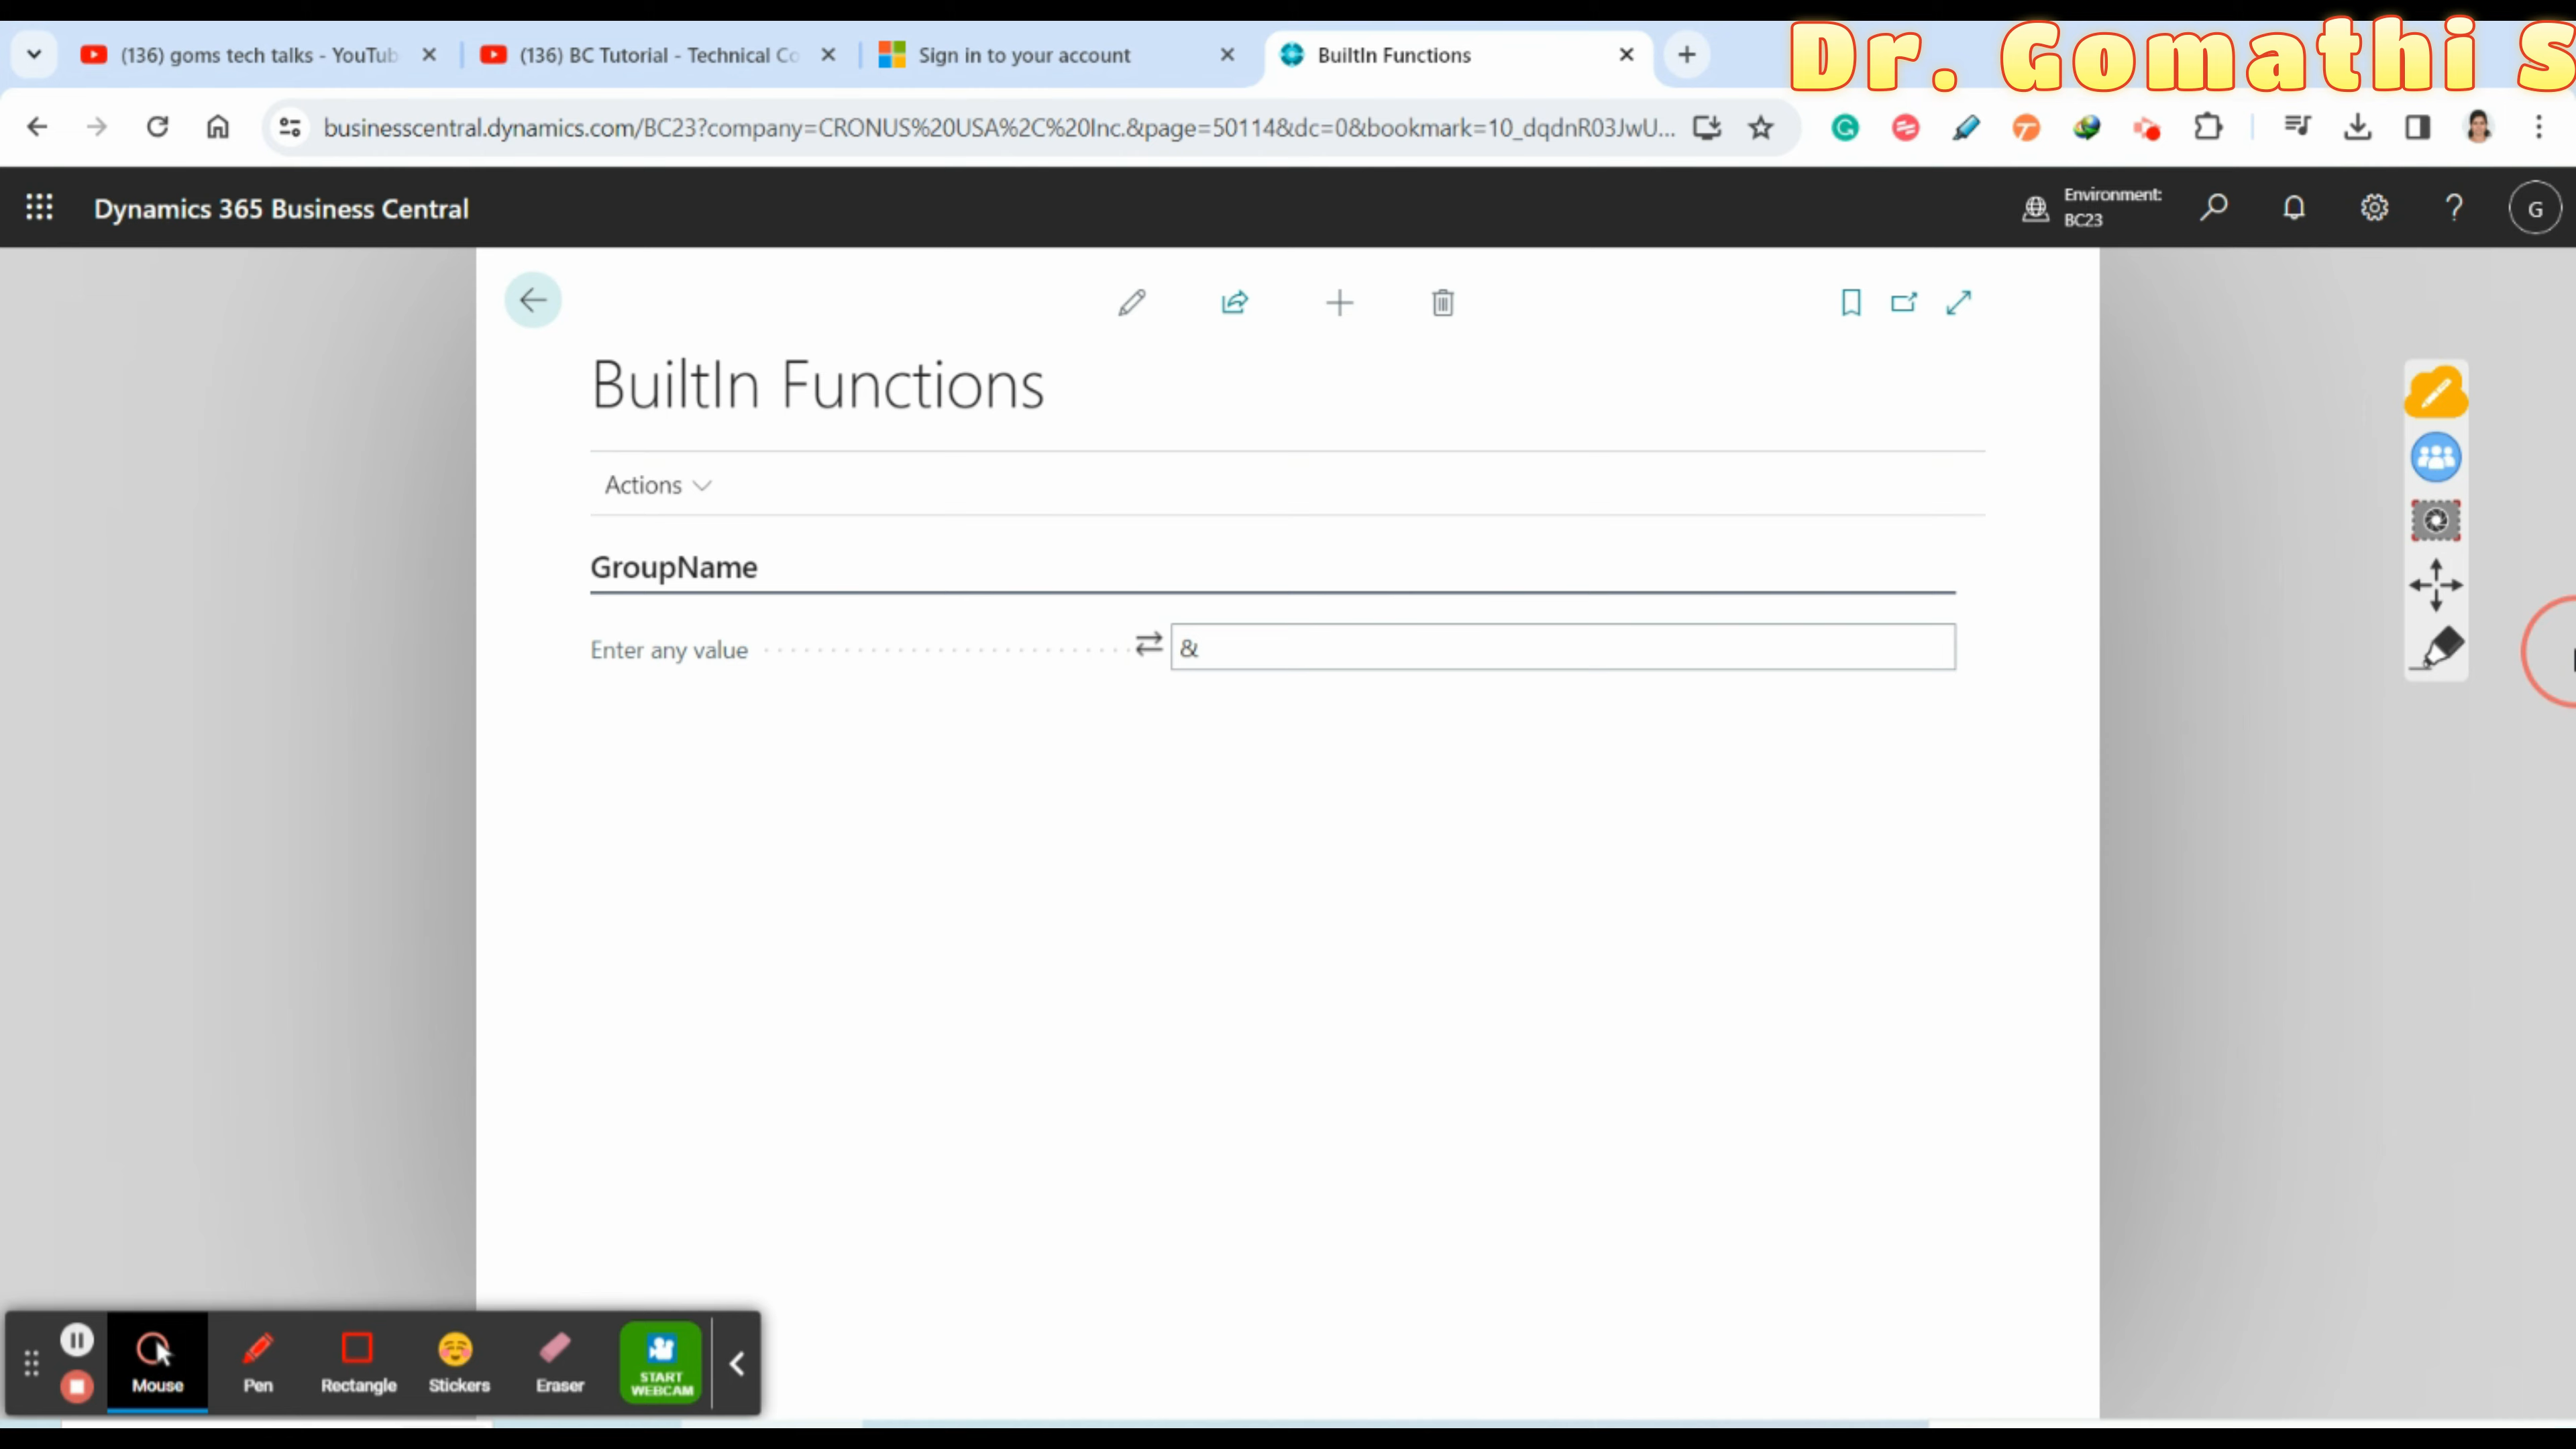 Dr. Gomathi S
(136) goms tech talks - YouTub
(136) BC Tutorial - Technical Co
Sign in to your account
BuiltIn Functions
businesscentral.dynamics.com/BC23?company=CRONUS%20USA%2C%20Inc.&page=50114&dc=0&bookmark=10_dqdnR03JwU...
Dynamics 365 Business Central
Environment:
BC23
G
BuiltIn Functions
Actions
GroupName
Enter any value
&
Mouse
Pen
Rectangle
Stickers
Eraser
START
WEBCAM